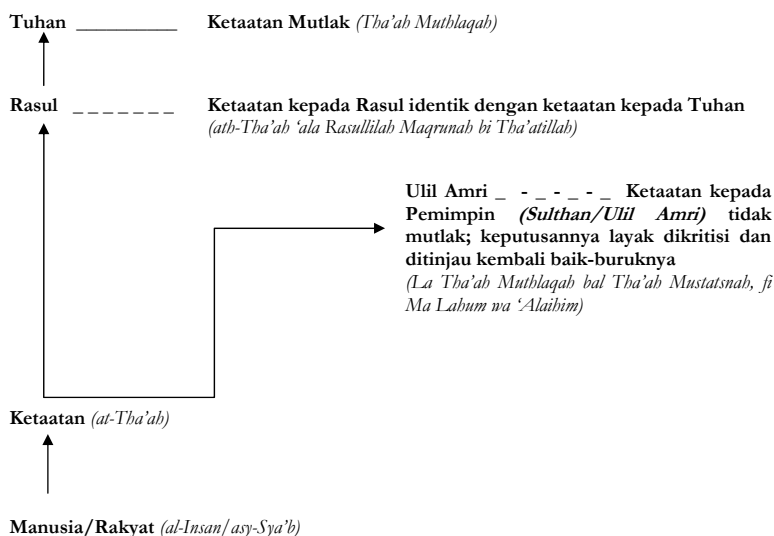 Tuhan ___________ Ketaatan Mutlak (Tha'ah Muthlaqah)
Rasul _ _ _ _ _ _ _ Ketaatan kepada Rasul identik dengan ketaatan kepada Tuhan
(ath-Tha'ah 'ala Rasullilah Maqrunah bi Tha'atillah)
Ulil Amri _ - _ - _ - _ Ketaatan kepada
Pemimpin (Sulthan/Ulil Amri) tidak
mutlak; keputusannya layak dikritisi dan
ditinjau kembali baik-buruknya
(La Tha'ah Muthlaqah bal Tha'ah Mustatsnah, fi
Ma Lahum wa 'Alaihim)
Ketaatan (at-Tha'ah)
Manusia/Rakyat (al-Insan/asy-Sya'b)